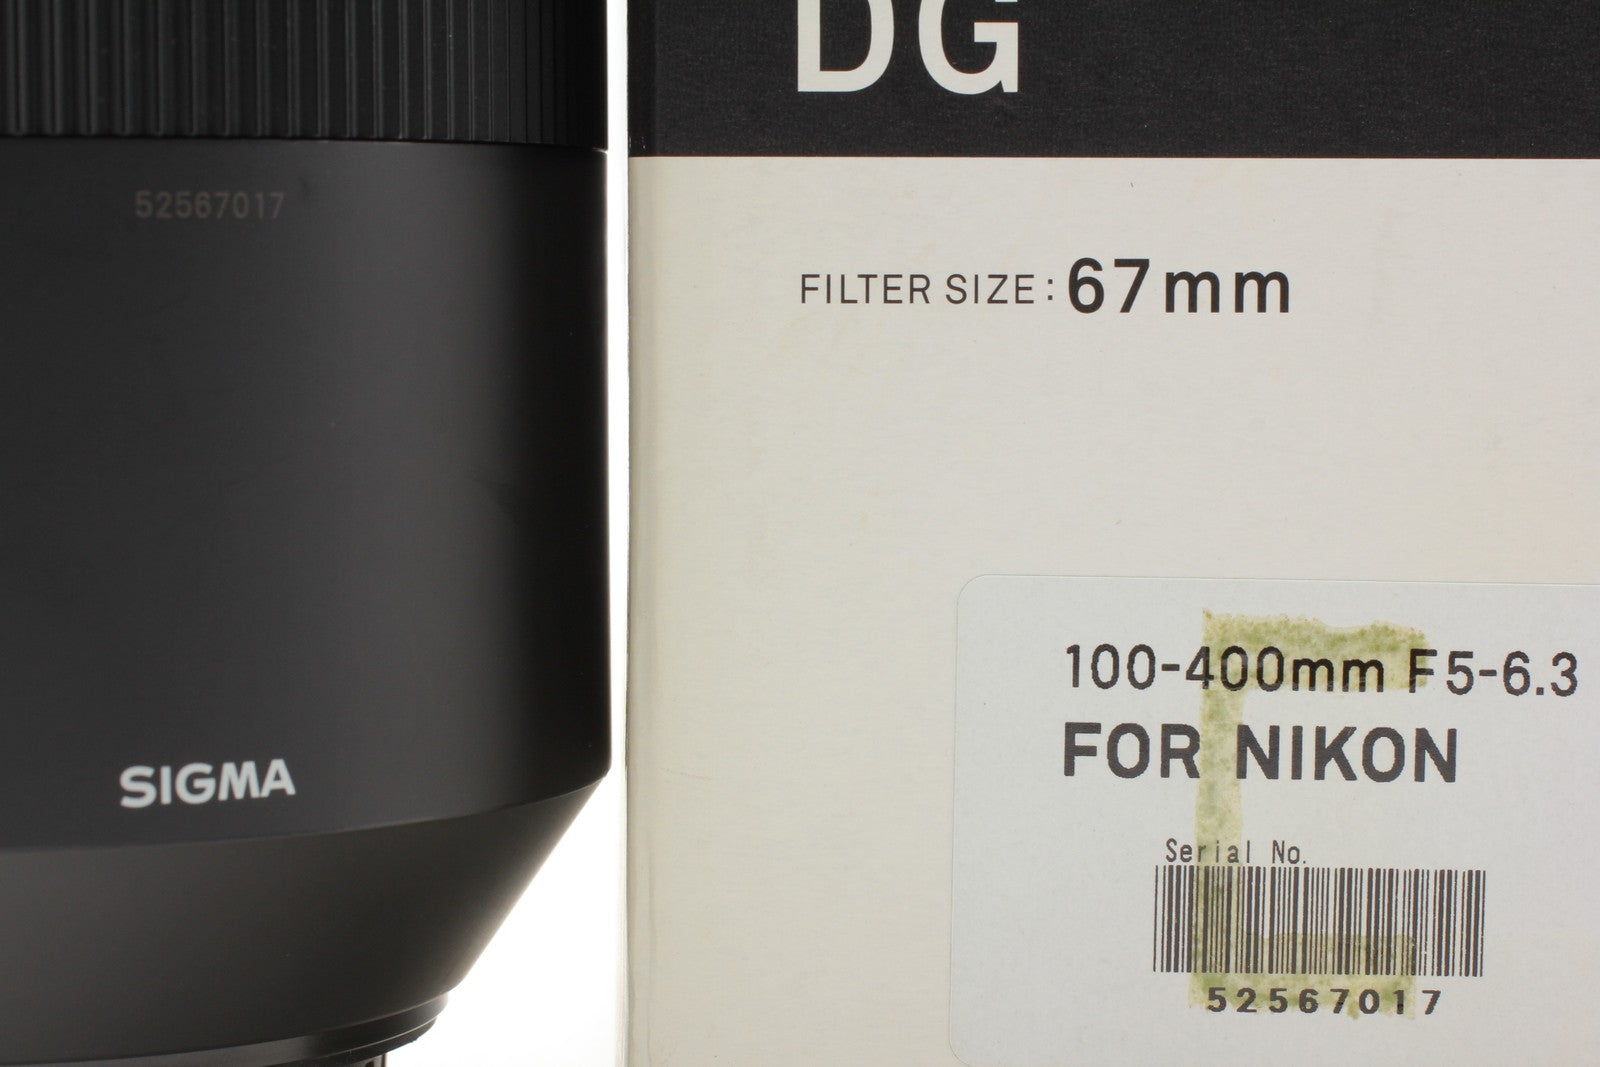 52567017
SIGMA
DG
FILTER SIZE: 67mm
100-400mm F5-6.3
FOR NIKON
Serial No.
52567017